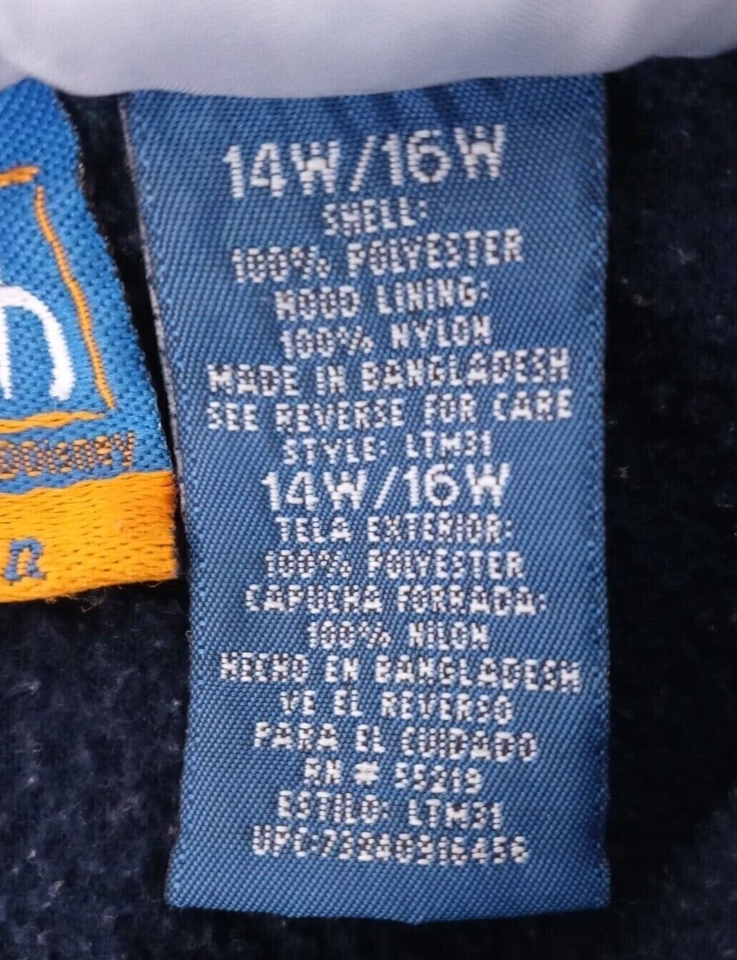 14W/16W
SHELL:
100% POLYESTER
HOOD LINING:
100% NYLON
MADE IN BANGLADESH
SEE REVERSE FOR CARE
STYLE: LTM31
14W/16W
TELA EXTERIOR:
100% POLYESTER
CAPUCHA FORRADA:
100% NILON
HECHO EN BANGLADESH
VE EL REVERSO
PARA EL CUIDADO
RN # 55219
ESTILO: LTM31
h
R